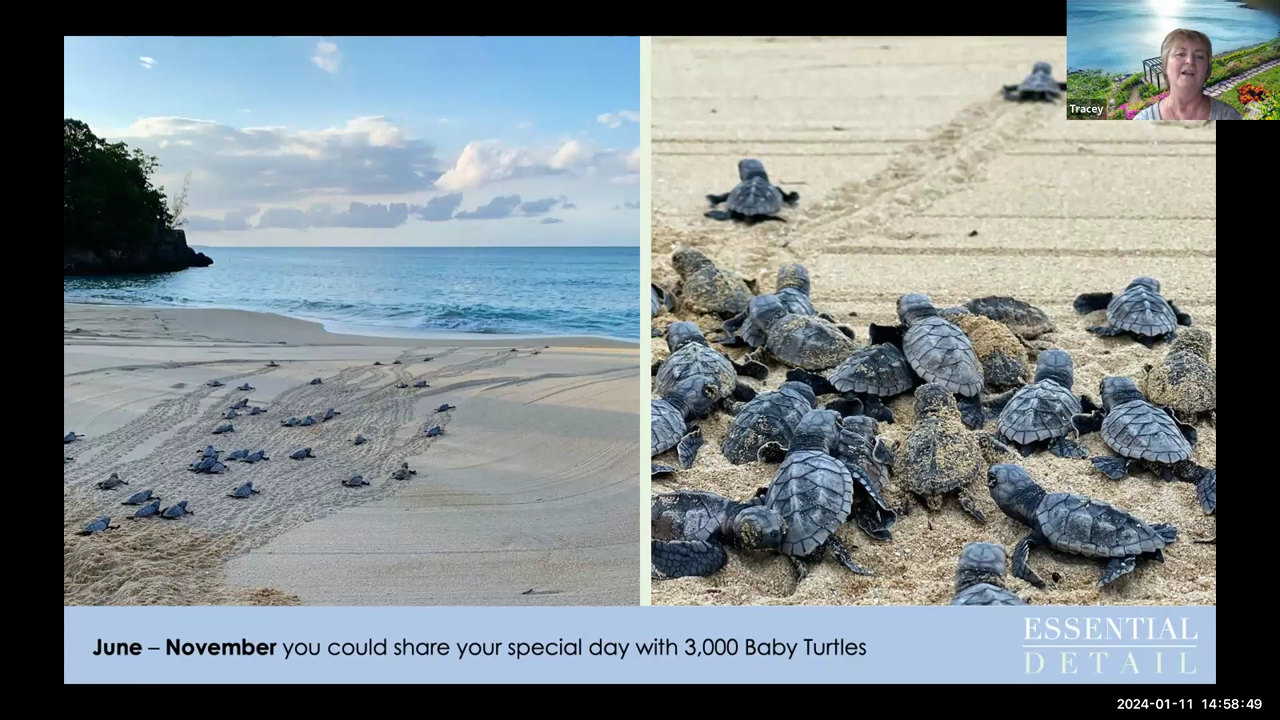 Tracey
June – November you could share your special day with 3,000 Baby Turtles
ESSENTIAL
DETAIL
2024-01-11 14:58:49